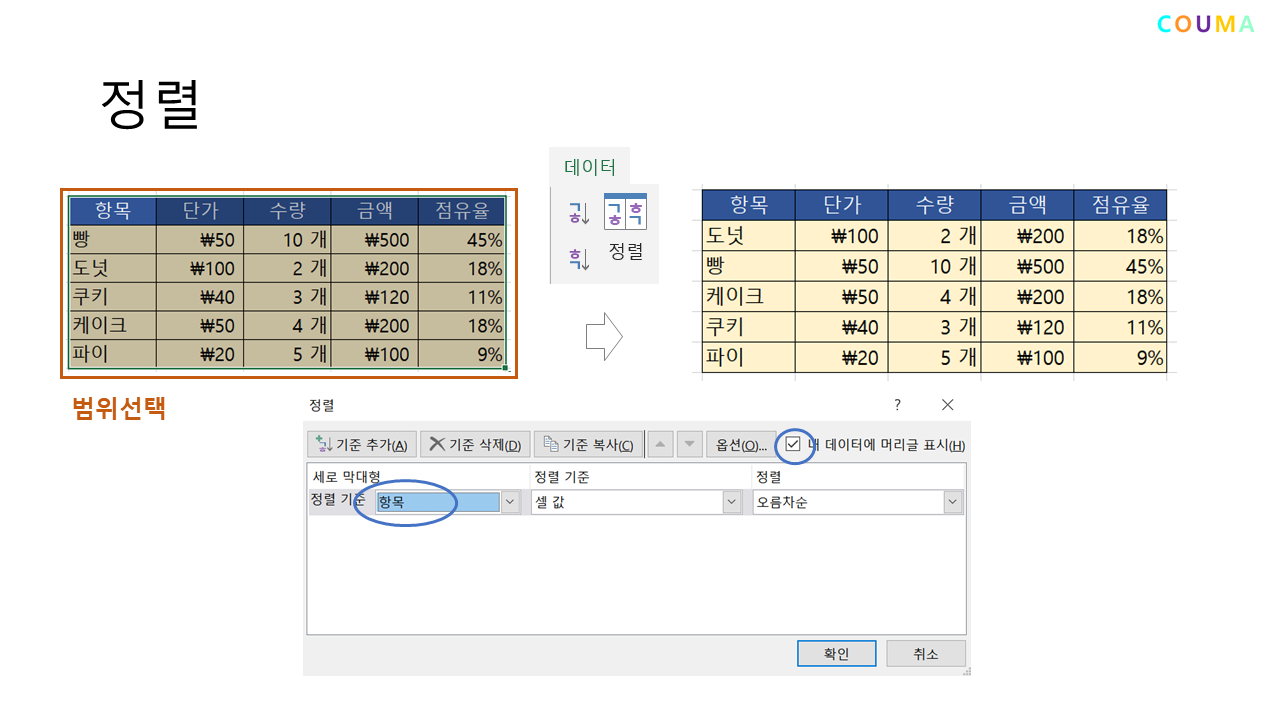 COUMA
정렬
항목 단가 수량 금액 점유율
빵 ₩50 10 개 ₩500 45%
도넛 ₩100 2 개 ₩200 18%
쿠키 ₩40 3 개 ₩120 11%
케이크 ₩50 4 개 ₩200 18%
파이 ₩20 5 개 ₩100 9%
범위선택
데이터
정렬
항목 단가 수량 금액 점유율
도넛 ₩100 2 개 ₩200 18%
빵 ₩50 10 개 ₩500 45%
케이크 ₩50 4 개 ₩200 18%
쿠키 ₩40 3 개 ₩120 11%
파이 ₩20 5 개 ₩100 9%
정렬 ?
기준 추가(A) 기준 삭제(D) 기준 복사(C) 옵션(O)... 내 데이터에 머리글 표시(H)
세로 막대형 정렬 기준 정렬
정렬 기준 항목 셀 값 오름차순
확인 취소